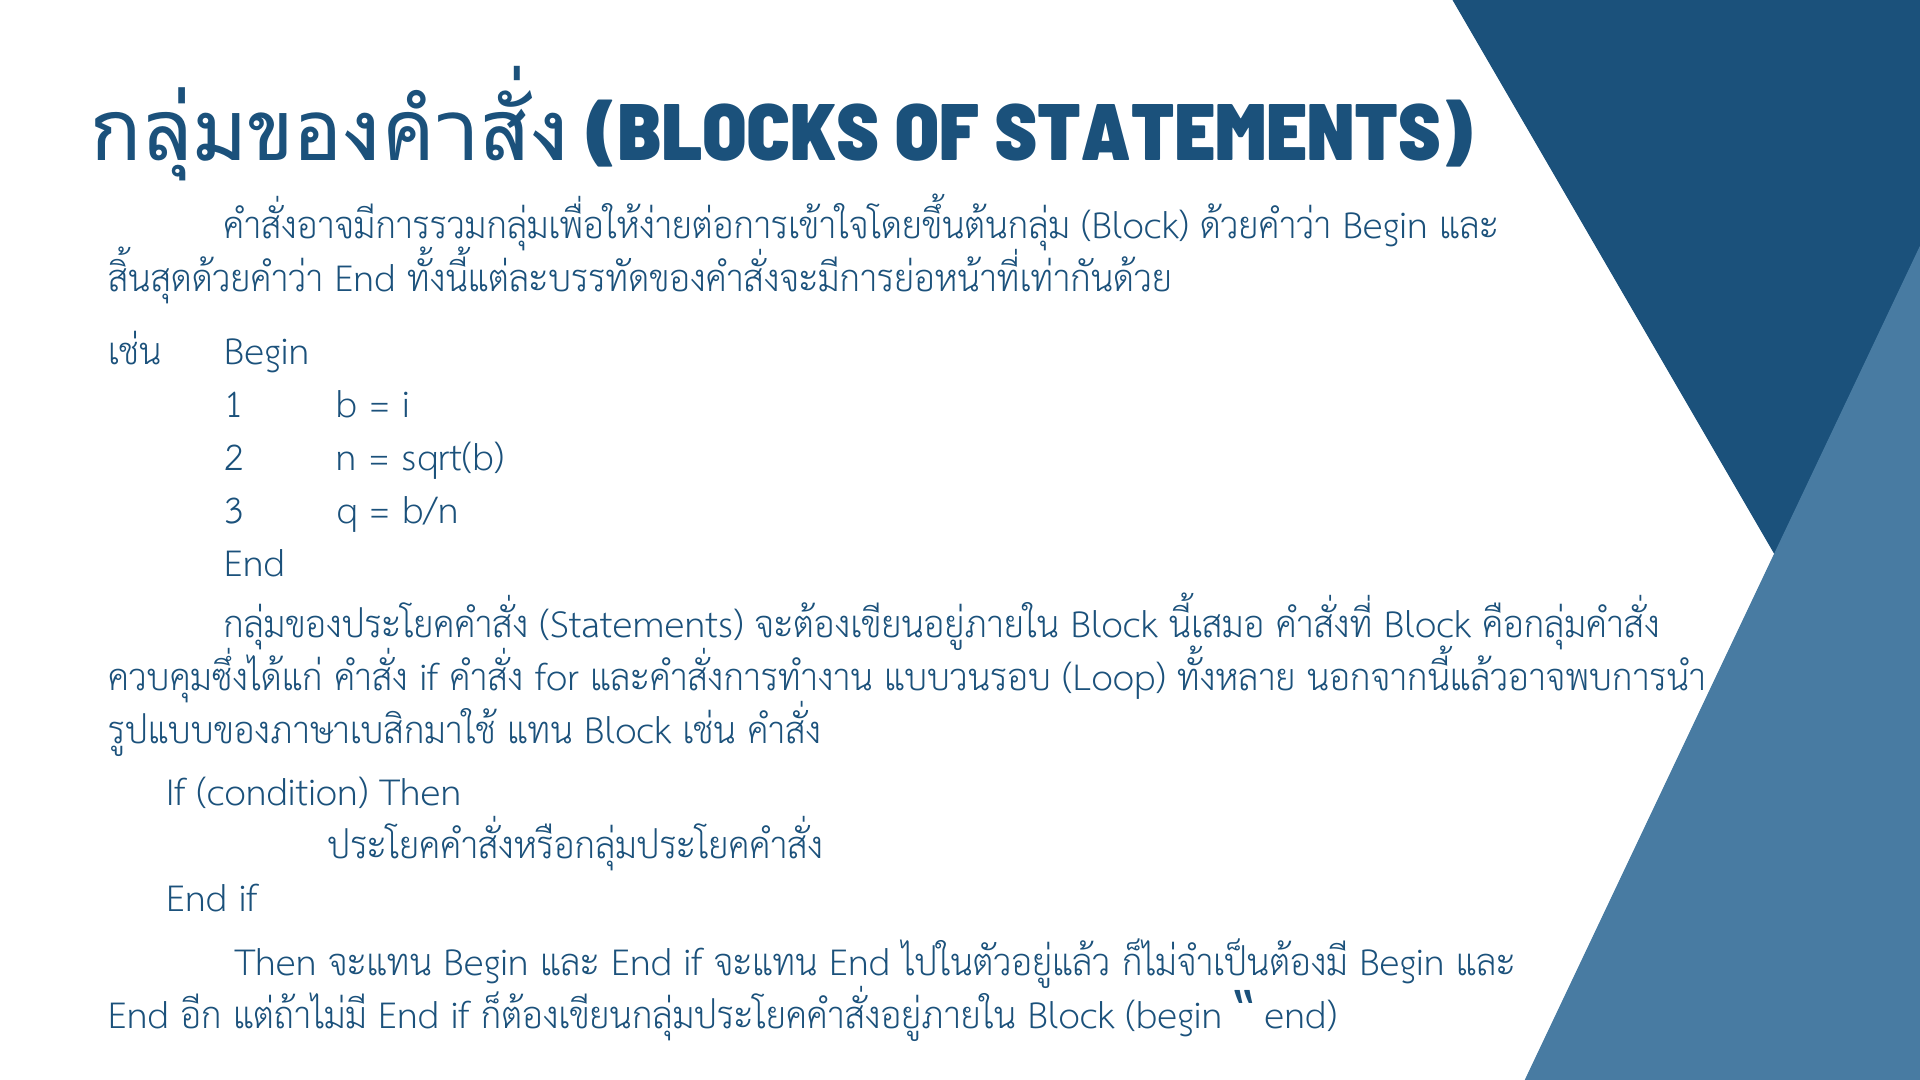 กลุ่มของคำสั่ง (BLOCKS OF STATEMENTS)
คำสั่งอาจมีการรวมกลุ่มเพื่อให้ง่ายต่อการเข้าใจโดยขึ้นต้นกลุ่ม (Block) ด้วยคำว่า Begin และ
สิ้นสุดด้วยคำว่า End ทั้งนี้แต่ละบรรทัดของคำสั่งจะมีการย่อหน้าที่เท่ากันด้วย
เช่น Begin
1 b = i
2 n = sqrt(b)
3 q = b/n
End
กลุ่มของประโยคคำสั่ง (Statements) จะต้องเขียนอยู่ภายใน Block นี้เสมอ คำสั่งที่ Block คือกลุ่มคำสั่ง
ควบคุมซึ่งได้แก่ คำสั่ง if คำสั่ง for และคำสั่งการทำงาน แบบวนรอบ (Loop) ทั้งหลาย นอกจากนี้แล้วอาจพบการนำ
รูปแบบของภาษาเบสิกมาใช้ แทน Block เช่น คำสั่ง
If (condition) Then
ประโยคคำสั่งหรือกลุ่มประโยคคำสั่ง
End if
Then จะแทน Begin และ End if จะแทน End ไปในตัวอยู่แล้ว ก็ไม่จำเป็นต้องมี Begin และ
End อีก แต่ถ้าไม่มี End if ก็ต้องเขียนกลุ่มประโยคคำสั่งอยู่ภายใน Block (begin “ end)